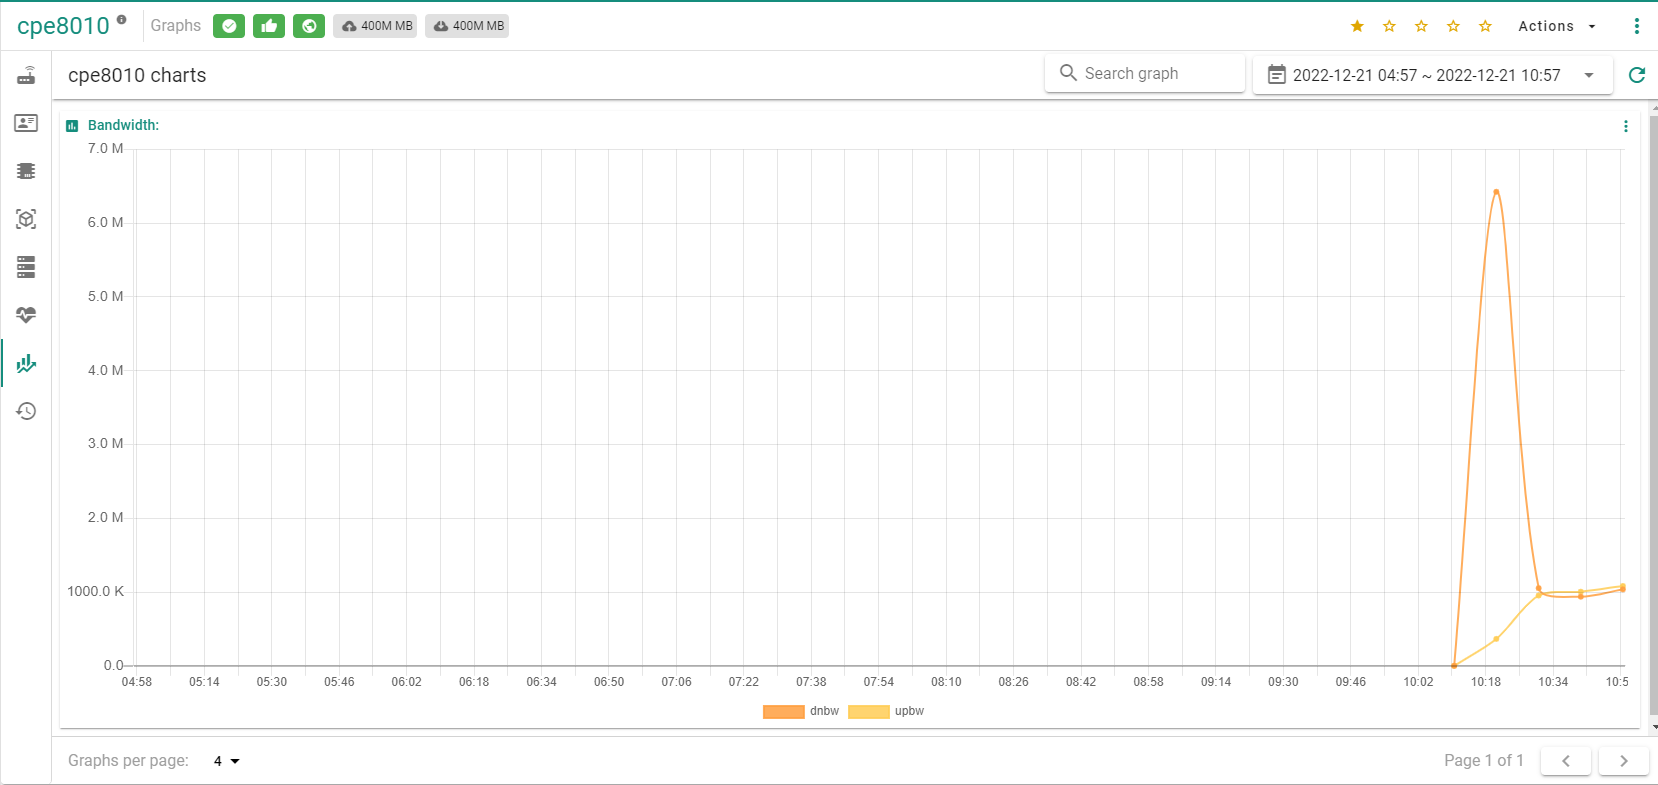 cpe8010 Graphs 400M MB 400M MB Actions
cpe8010 charts Search graph 2022-12-21 04:57 ~ 2022-12-21 10:57
Bandwidth:
7.0 M
6.0 M
5.0 M
4.0 M
3.0 M
2.0 M
1000.0 K
0.0
04:58 05:14 05:30 05:46 06:02 06:18 06:34 06:50 07:06 07:22 07:38 07:54 08:10 08:26 08:42 08:58 09:14 09:30 09:46 10:02 10:18 10:34 10:5
dnbw upbw
Graphs per page: 4 Page 1 of 1